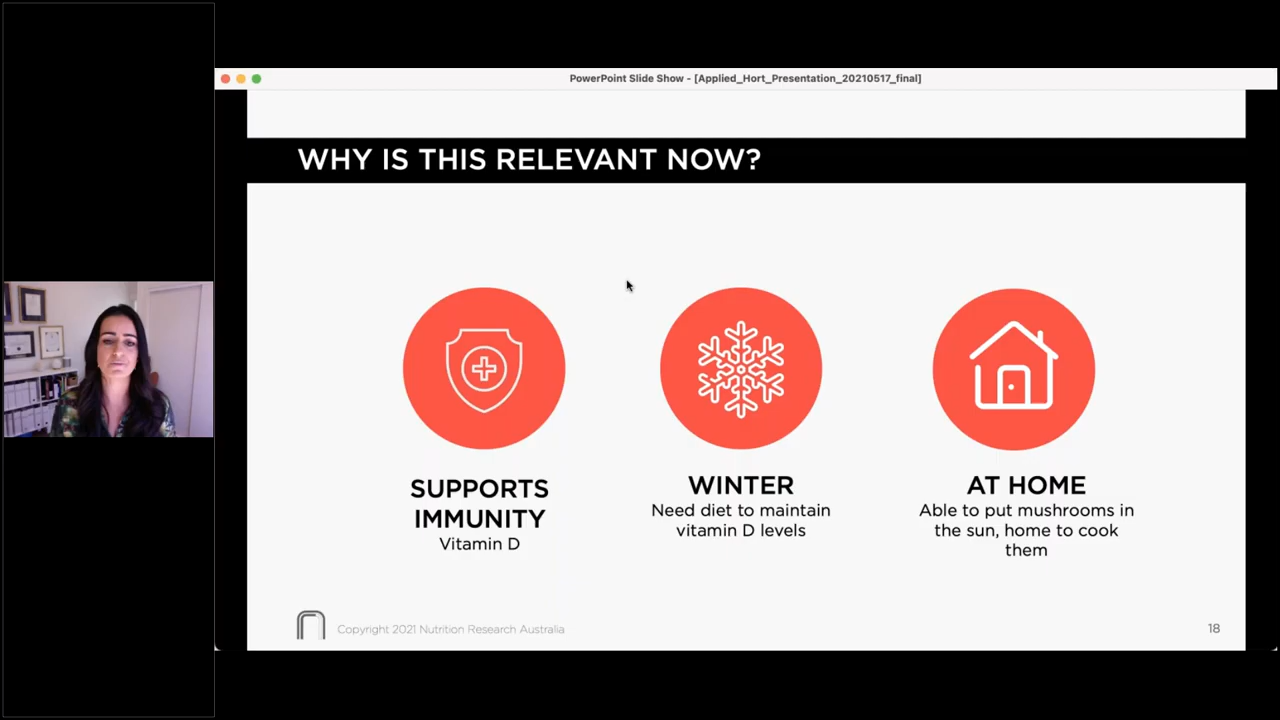 PowerPoint Slide Show - [Applied_Hort_Presentation_20210517_final]
WHY IS THIS RELEVANT NOW?
SUPPORTS
IMMUNITY
Vitamin D
WINTER
Need diet to maintain
vitamin D levels
AT HOME
Able to put mushrooms in
the sun, home to cook
them
Copyright 2021 Nutrition Research Australia
18